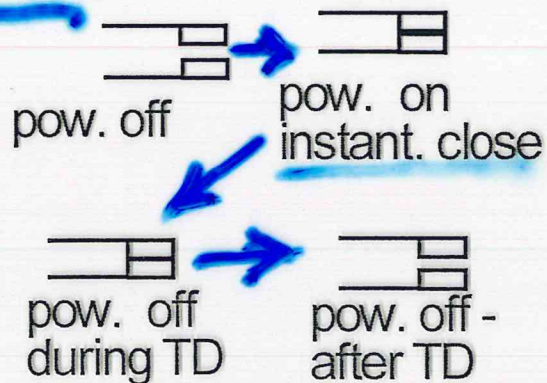 pow. off
pow. on
instant. close
pow. off
during TD
pow. off -
after TD